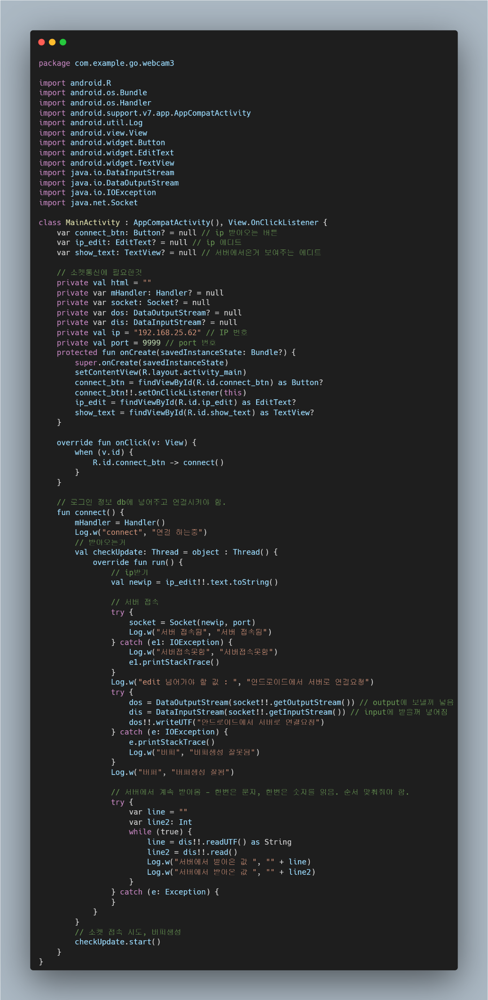 package com.example.go.webcam3
import android.R
import android.os.Bundle
import android.os.Handler
import android.support.v7.app.AppCompatActivity
import android.util.Log
import android.view.View
import android.widget.Button
import android.widget.EditText
import android.widget.TextView
import java.io.DataInputStream
import java.io.DataOutputStream
import java.io.IOException
import java.net.Socket
class MainActivity : AppCompatActivity(), View.OnClickListener {
    var connect_btn: Button? = null // ip 받이오는 버튼
    var ip_edit: EditText? = null // ip 에디트
    var show_text: TextView? = null // 서버에서온거 보여주는 에디트
    // 소켓통신에 필요한것
    private val html = ""
    private var mHandler: Handler? = null
    private var socket: Socket? = null
    private var dos: DataOutputStream? = null
    private var dis: DataInputStream? = null
    private val ip = "192.168.25.62" // IP 번호
    private val port = 9999 // port 번호
    protected fun onCreate(savedInstanceState: Bundle?) {
        super.onCreate(savedInstanceState)
        setContentView(R.layout.activity_main)
        connect_btn = findViewById(R.id.connect_btn) as Button?
        connect_btn!!.setOnClickListener(this)
        ip_edit = findViewById(R.id.ip_edit) as EditText?
        show_text = findViewById(R.id.show_text) as TextView?
    }
    override fun onClick(v: View) {
        when (v.id) {
            R.id.connect_btn -> connect()
        }
    }
    // 로그인 정보 db에 넣어주고 연결시켜야 함.
    fun connect() {
        mHandler = Handler()
        Log.w("connect", "연결 하는중")
        // 받아오는거
        val checkUpdate: Thread = object : Thread() {
            override fun run() {
                // ip받기
                val newip = ip_edit!!.text.toString()
                // 서버 접속
                try {
                    socket = Socket(newip, port)
                    Log.w("서버 접속됨", "서버 접속됨")
                } catch (e1: IOException) {
                    Log.w("서버접속못함", "서버접속못함")
                    e1.printStackTrace()
                }
                Log.w("edit 넘어가야 할 값 : ", "안드로이드에서 서버로 연결요청")
                try {
                    dos = DataOutputStream(socket!!.getOutputStream()) // output에 보낼꺼 넣음
                    dis = DataInputStream(socket!!.getInputStream()) // input에 받을꺼 넣어짐
                    dos!!.writeUTF("안드로이드에서 서버로 연결요청")
                } catch (e: IOException) {
                    e.printStackTrace()
                    Log.w("버퍼", "버퍼생성 잘못됨")
                }
                Log.w("버퍼", "버퍼생성 잘됨")
                // 서버에서 계속 받아옴 - 한번은 문자, 한번은 숫자를 읽음. 순서 맞춰줘야 함.
                try {
                    var line = ""
                    var line2: Int
                    while (true) {
                        line = dis!!.readUTF() as String
                        line2 = dis!!.read()
                        Log.w("서버에서 받아온 값 ", "" + line)
                        Log.w("서버에서 받아온 값 ", "" + line2)
                    }
                } catch (e: Exception) {
                }
            }
        }
        // 소켓 접속 시도, 버퍼생성
        checkUpdate.start()
    }
}